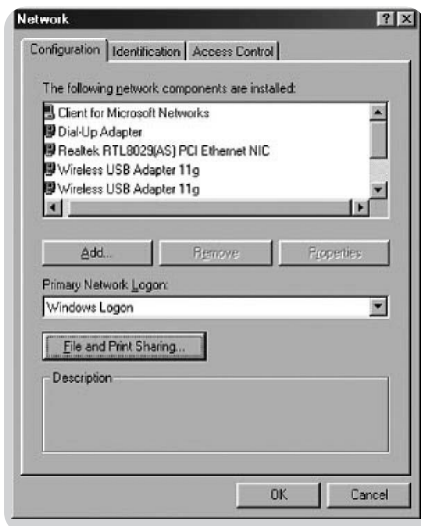 Network
Configuration Identification Access Control
The following network components are installed:
Client for Microsoft Networks
Dial-Up Adapter
Realtek RTL8029(AS) PCI Ethernet NIC
Wireless USB Adapter 11g
Wireless USB Adapter 11g
Add... Remove Properties
Primary Network Logon:
Windows Logon
File and Print Sharing...
Description
OK Cancel